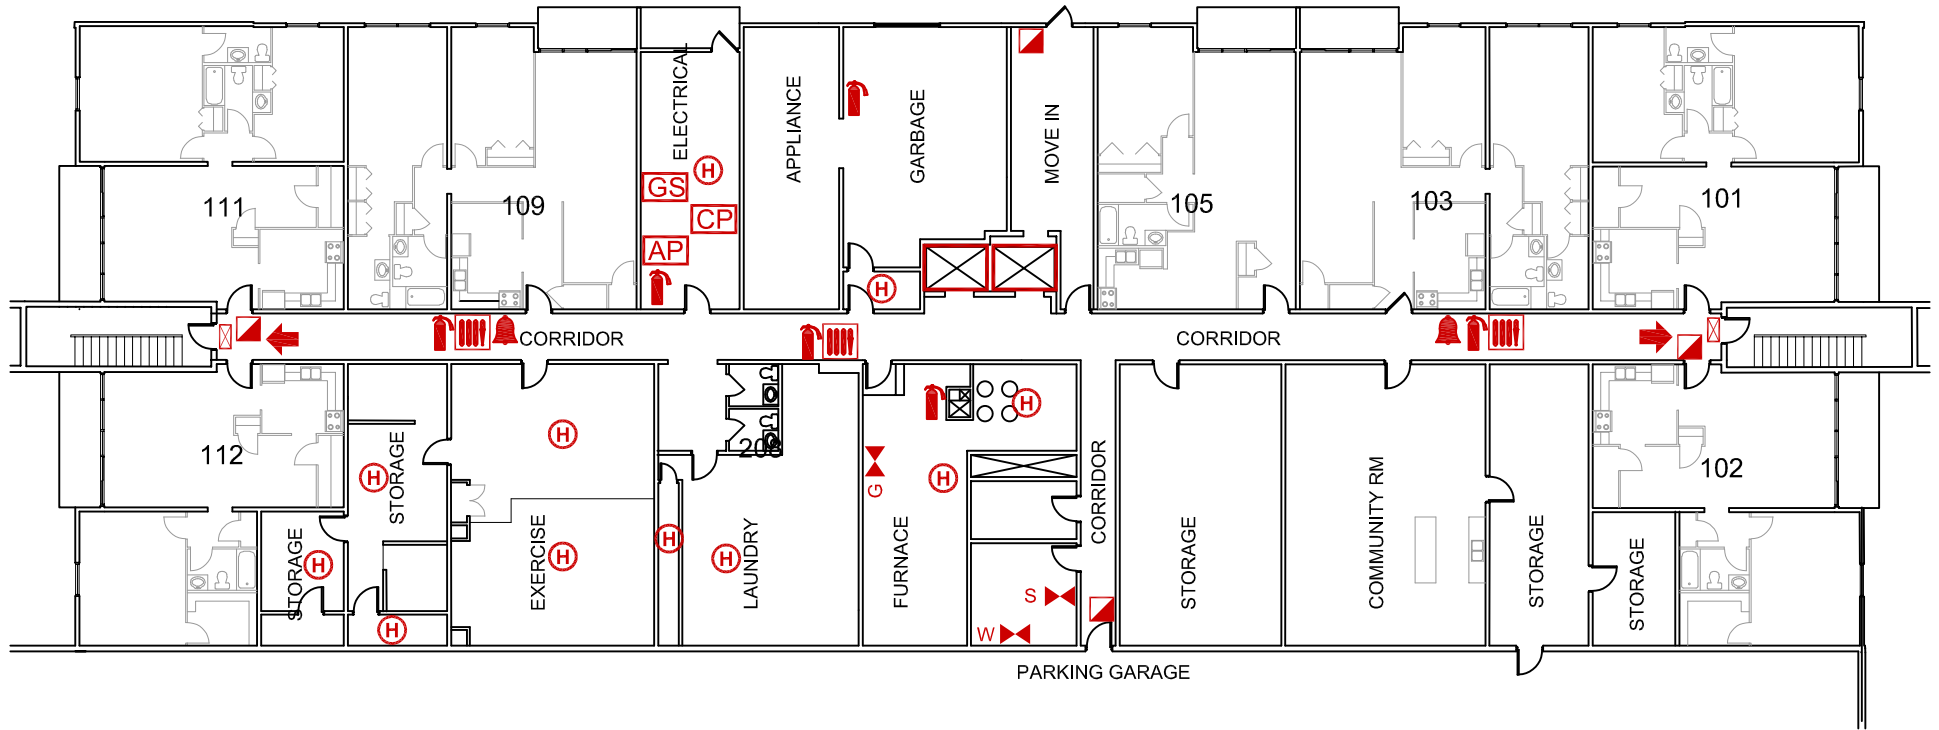 ELECTRICAL
APPLIANCE
GARBAGE
MOVE IN
111
109
H
GS
CP
AP
105
103
101
H
CORRIDOR
CORRIDOR
H
H
208
112
STORAGE
H
H
G
CORRIDOR
COMMUNITY RM
102
STORAGE
H
EXERCISE
H
H
LAUNDRY
H
FURNACE
S
W
STORAGE
STORAGE
STORAGE
H
PARKING GARAGE